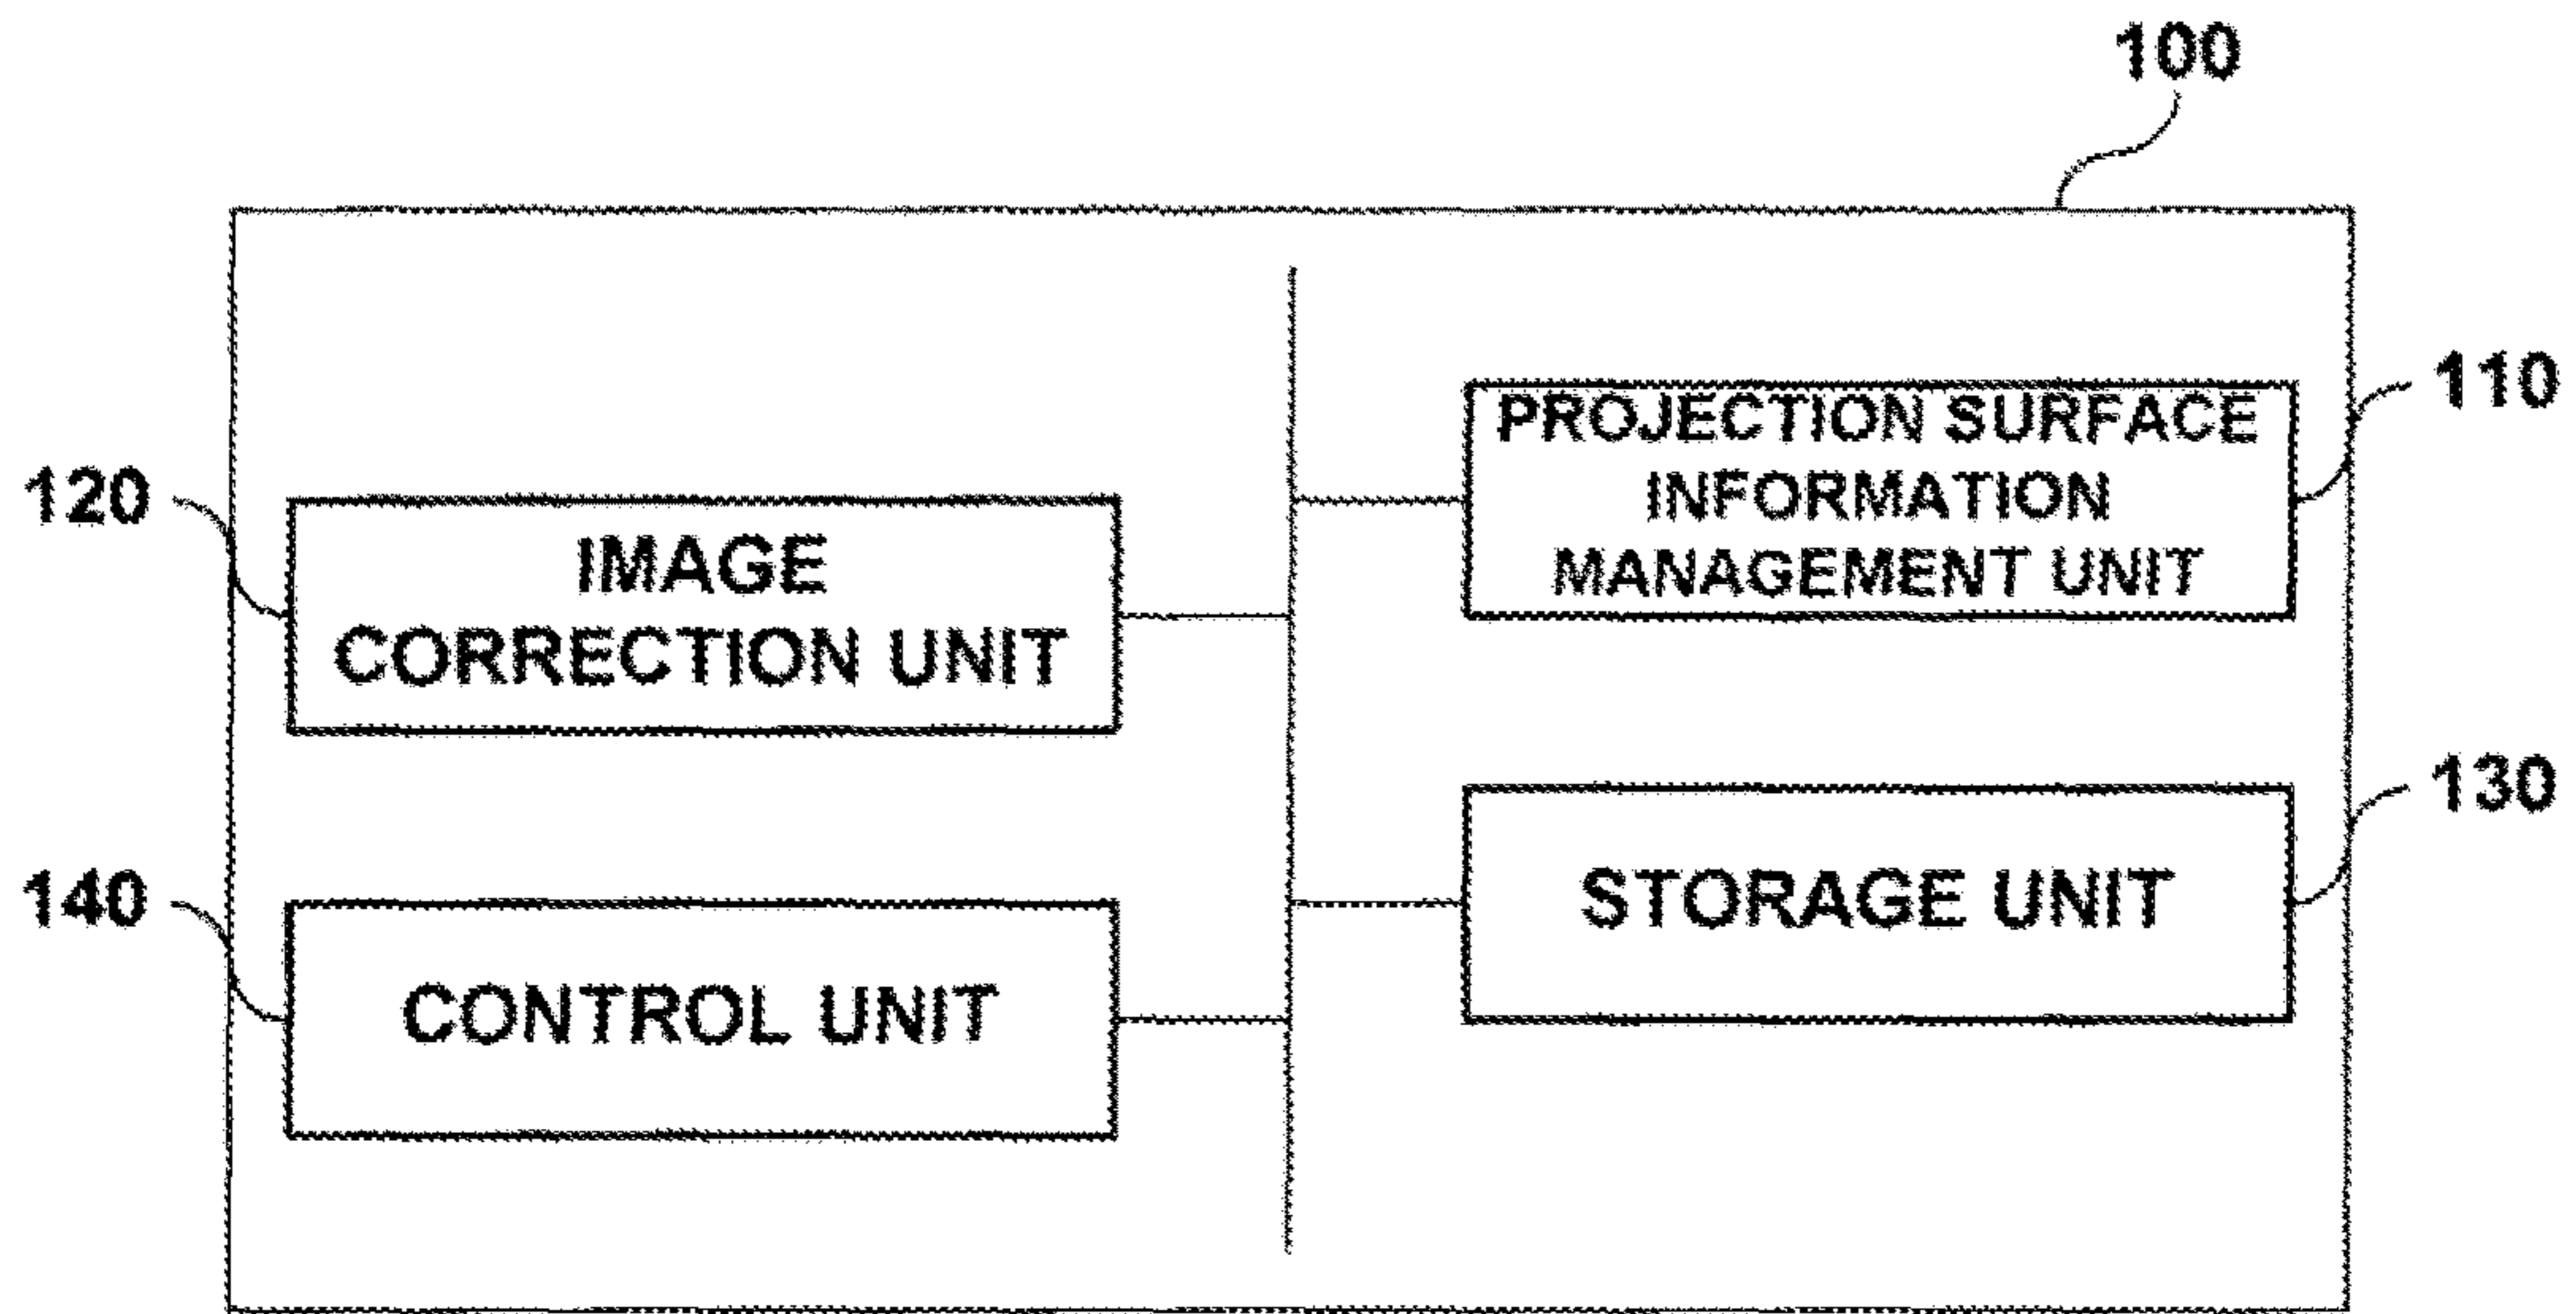 100
110
PROJECTION SURFACE
INFORMATION
MANAGEMENT UNIT
120
IMAGE
CORRECTION UNIT
130
STORAGE UNIT
140
CONTROL UNIT